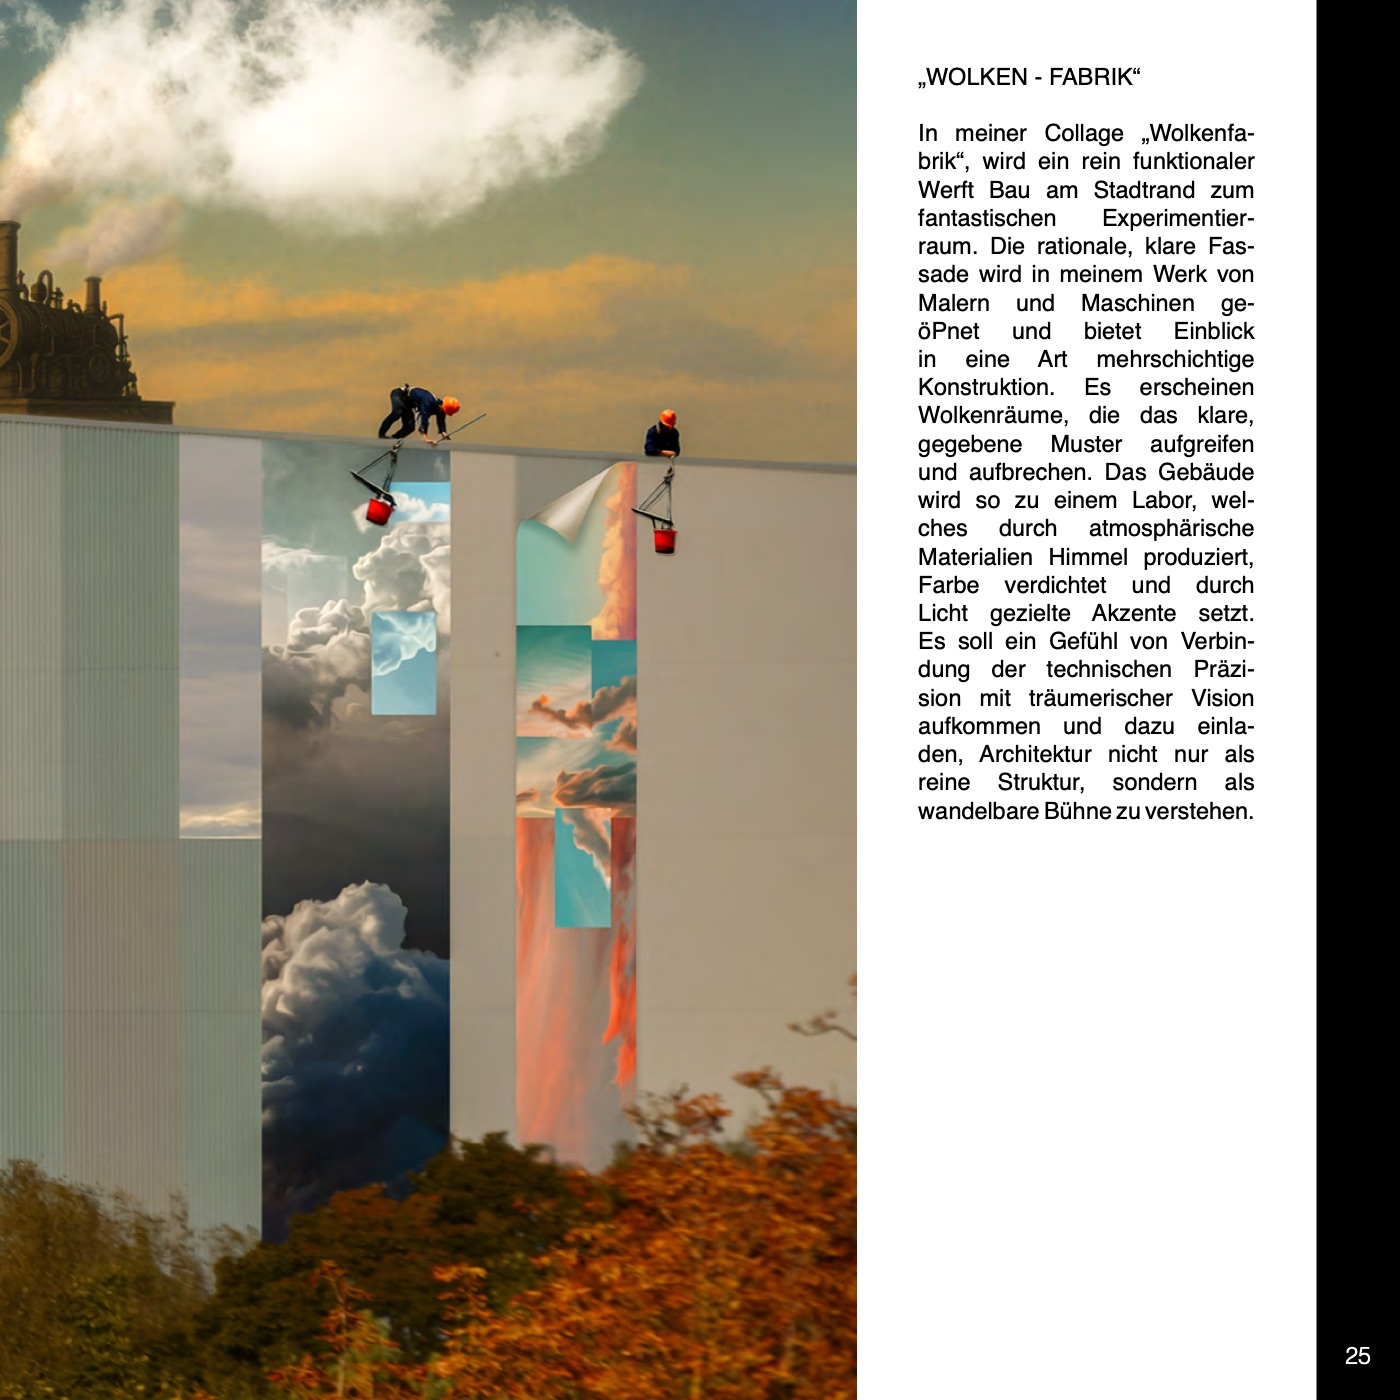 „WOLKEN - FABRIK“
In meiner Collage „Wolkenfa-
brik“, wird ein rein funktionaler
Werft Bau am Stadtrand zum
fantastischen Experimentier-
raum. Die rationale, klare Fas-
sade wird in meinem Werk von
Malern und Maschinen ge-
öPnet und bietet Einblick
in eine Art mehrschichtige
Konstruktion. Es erscheinen
Wolkenräume, die das klare,
gegebene Muster aufgreifen
und aufbrechen. Das Gebäude
wird so zu einem Labor, wel-
ches durch atmosphärische
Materialien Himmel produziert,
Farbe verdichtet und durch
Licht gezielte Akzente setzt.
Es soll ein Gefühl von Verbin-
dung der technischen Präzi-
sion mit träumerischer Vision
aufkommen und dazu einla-
den, Architektur nicht nur als
reine Struktur, sondern als
wandelbare Bühne zu verstehen.
25